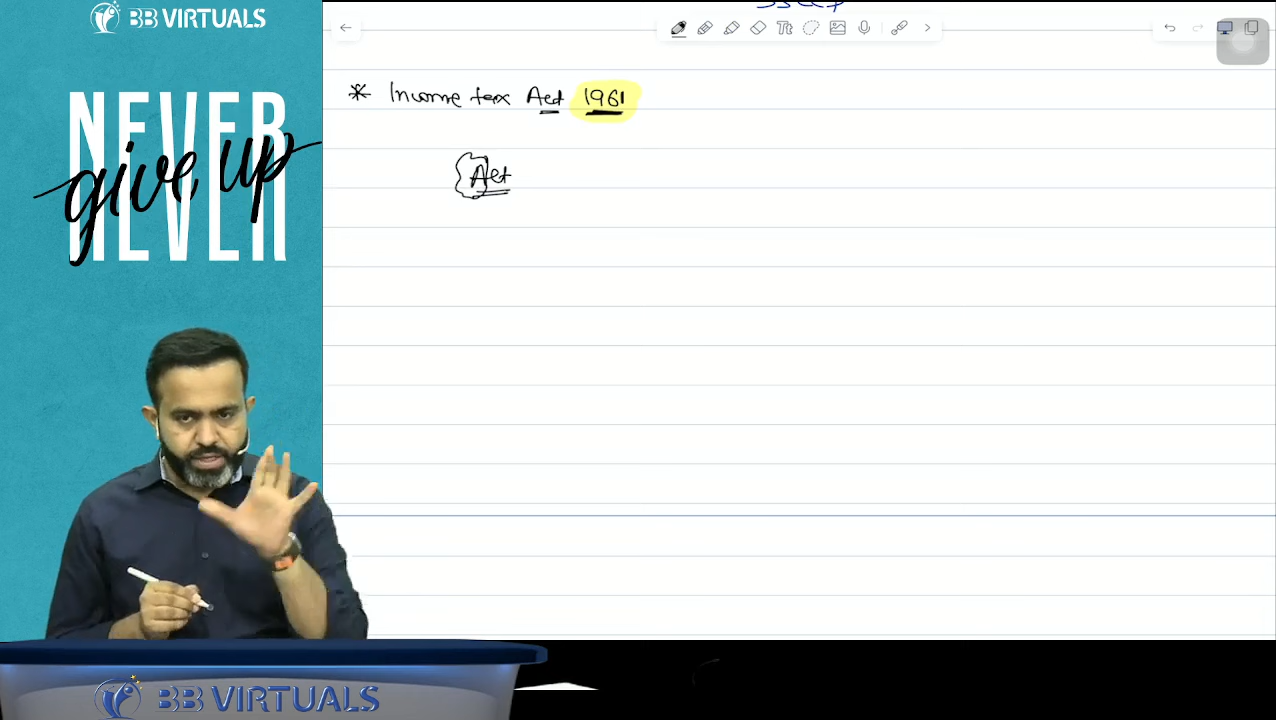 BB VIRTUALS
NEVER
give up
NEVER
* Income tax Act 1961
Act
BB VIRTUALS